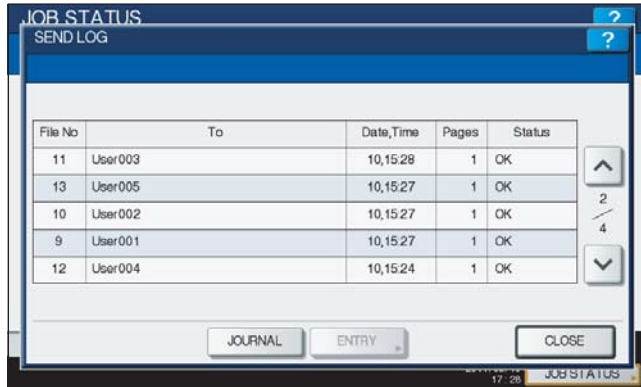 JOB STATUS ?
SEND LOG ?
File No To Date,Time Pages Status
11 User003 10,15:28 1 OK
13 User005 10,15:27 1 OK
10 User002 10,15:27 1 OK
9 User001 10,15:27 1 OK
12 User004 10,15:24 1 OK
2
4
JOURNAL ENTRY CLOSE
17:26 JOB STATUS